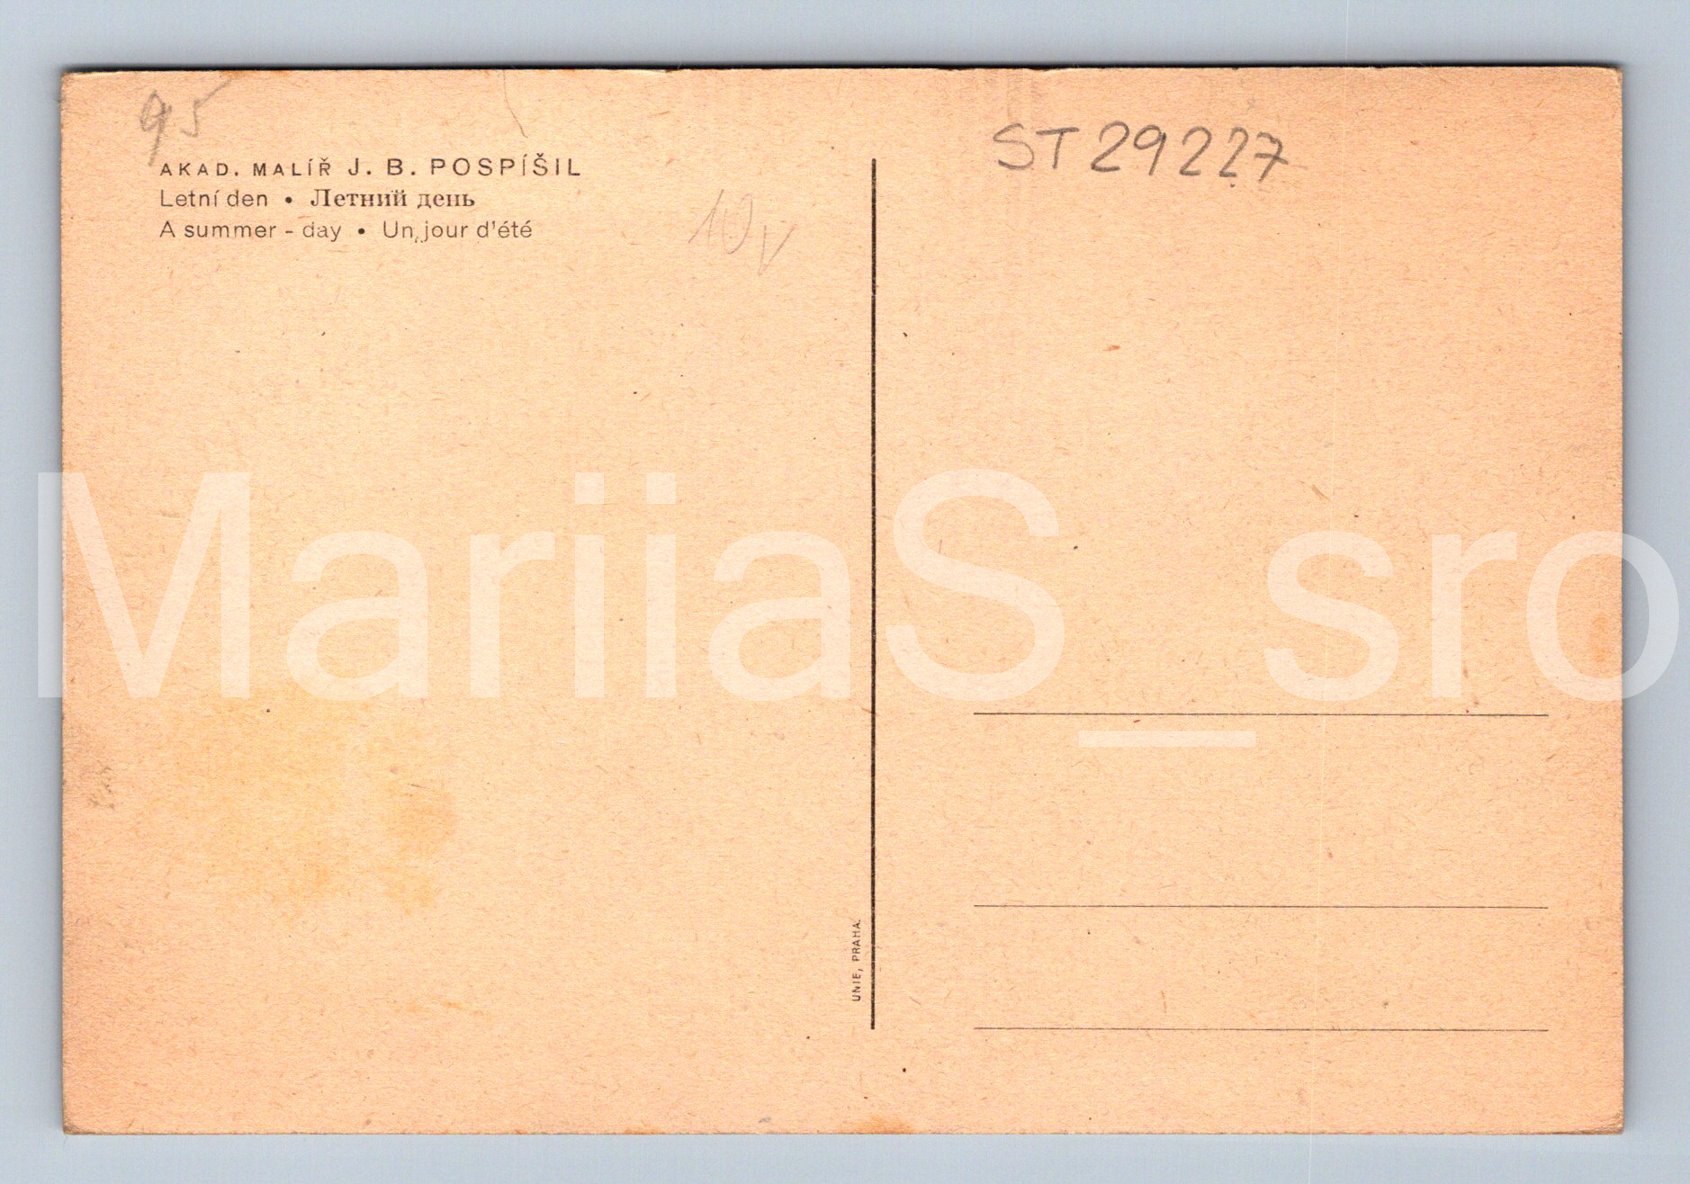 95
ST 29227
AKAD. MALÍŘ J. B. POSPÍŠIL
Letní den • Летний день
A summer - day • Un jour d'été
10v
MariiaS_sro
UNIE, PRAHA.